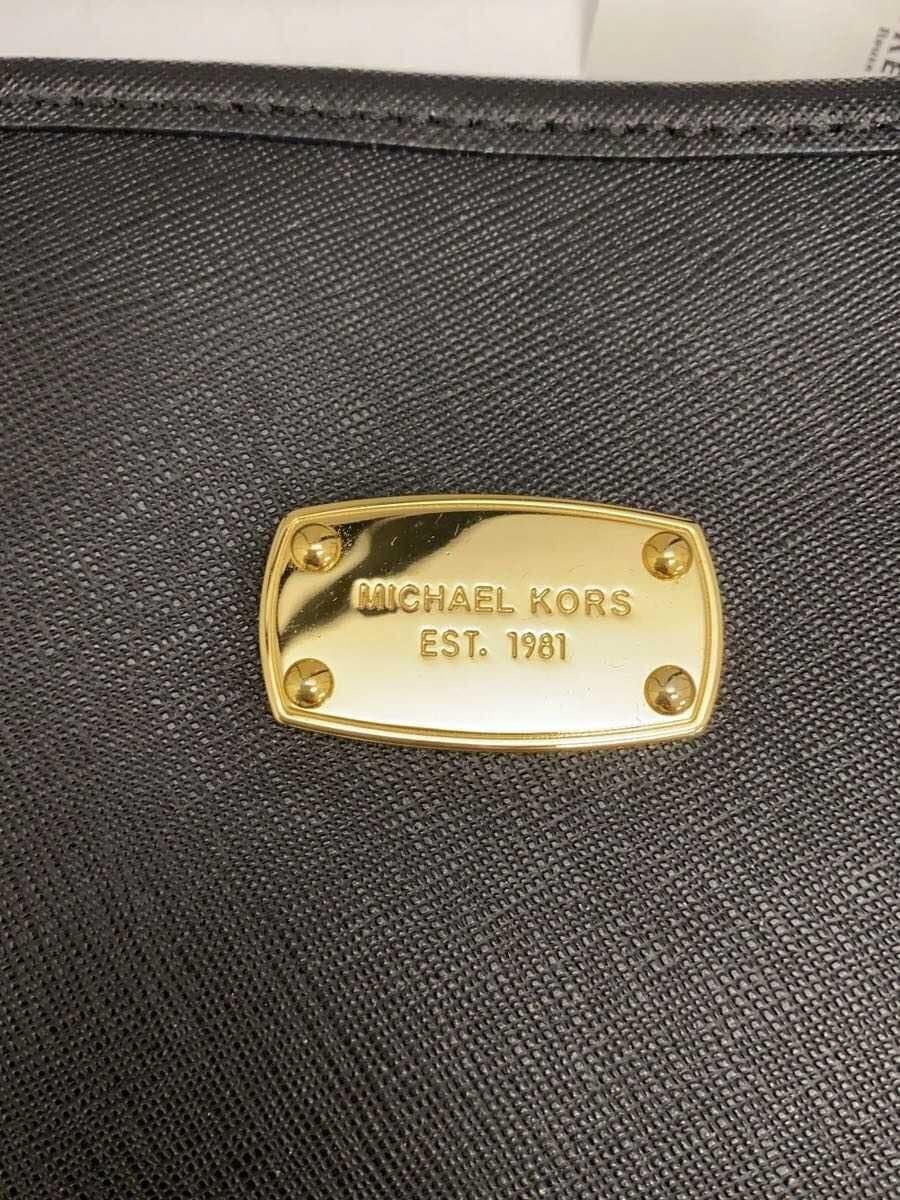 MICHAEL KORS
EST. 1981